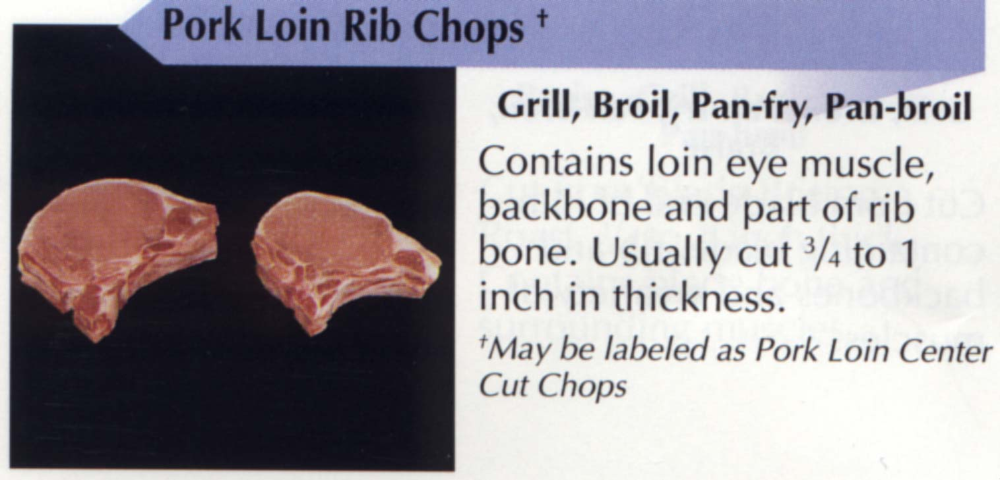 Pork Loin Rib Chops †
Grill, Broil, Pan-fry, Pan-broil
Contains loin eye muscle,
backbone and part of rib
bone. Usually cut ³/₄ to 1
inch in thickness.
†May be labeled as Pork Loin Center
Cut Chops